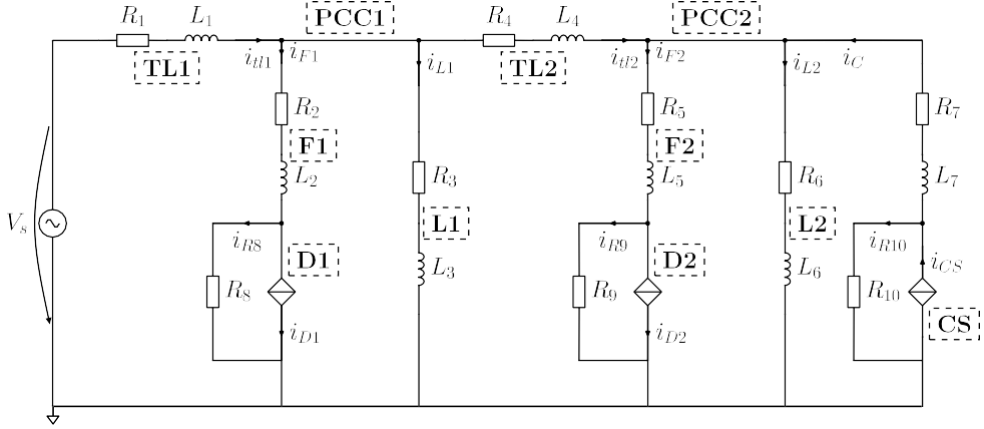 R1 L1 PCC1 R4 L4 PCC2
itl1 iF1 iL1 itl2 iF2 iL2 iC
TL1 TL2
R2 R5 R7
F1 F2
L2 R3 L5 R6 L7
Vs iR8 L1 iR9 L2 iR10
D1 L3 D2 L6 iCS
R8 R9 R10
iD1 iD2 CS